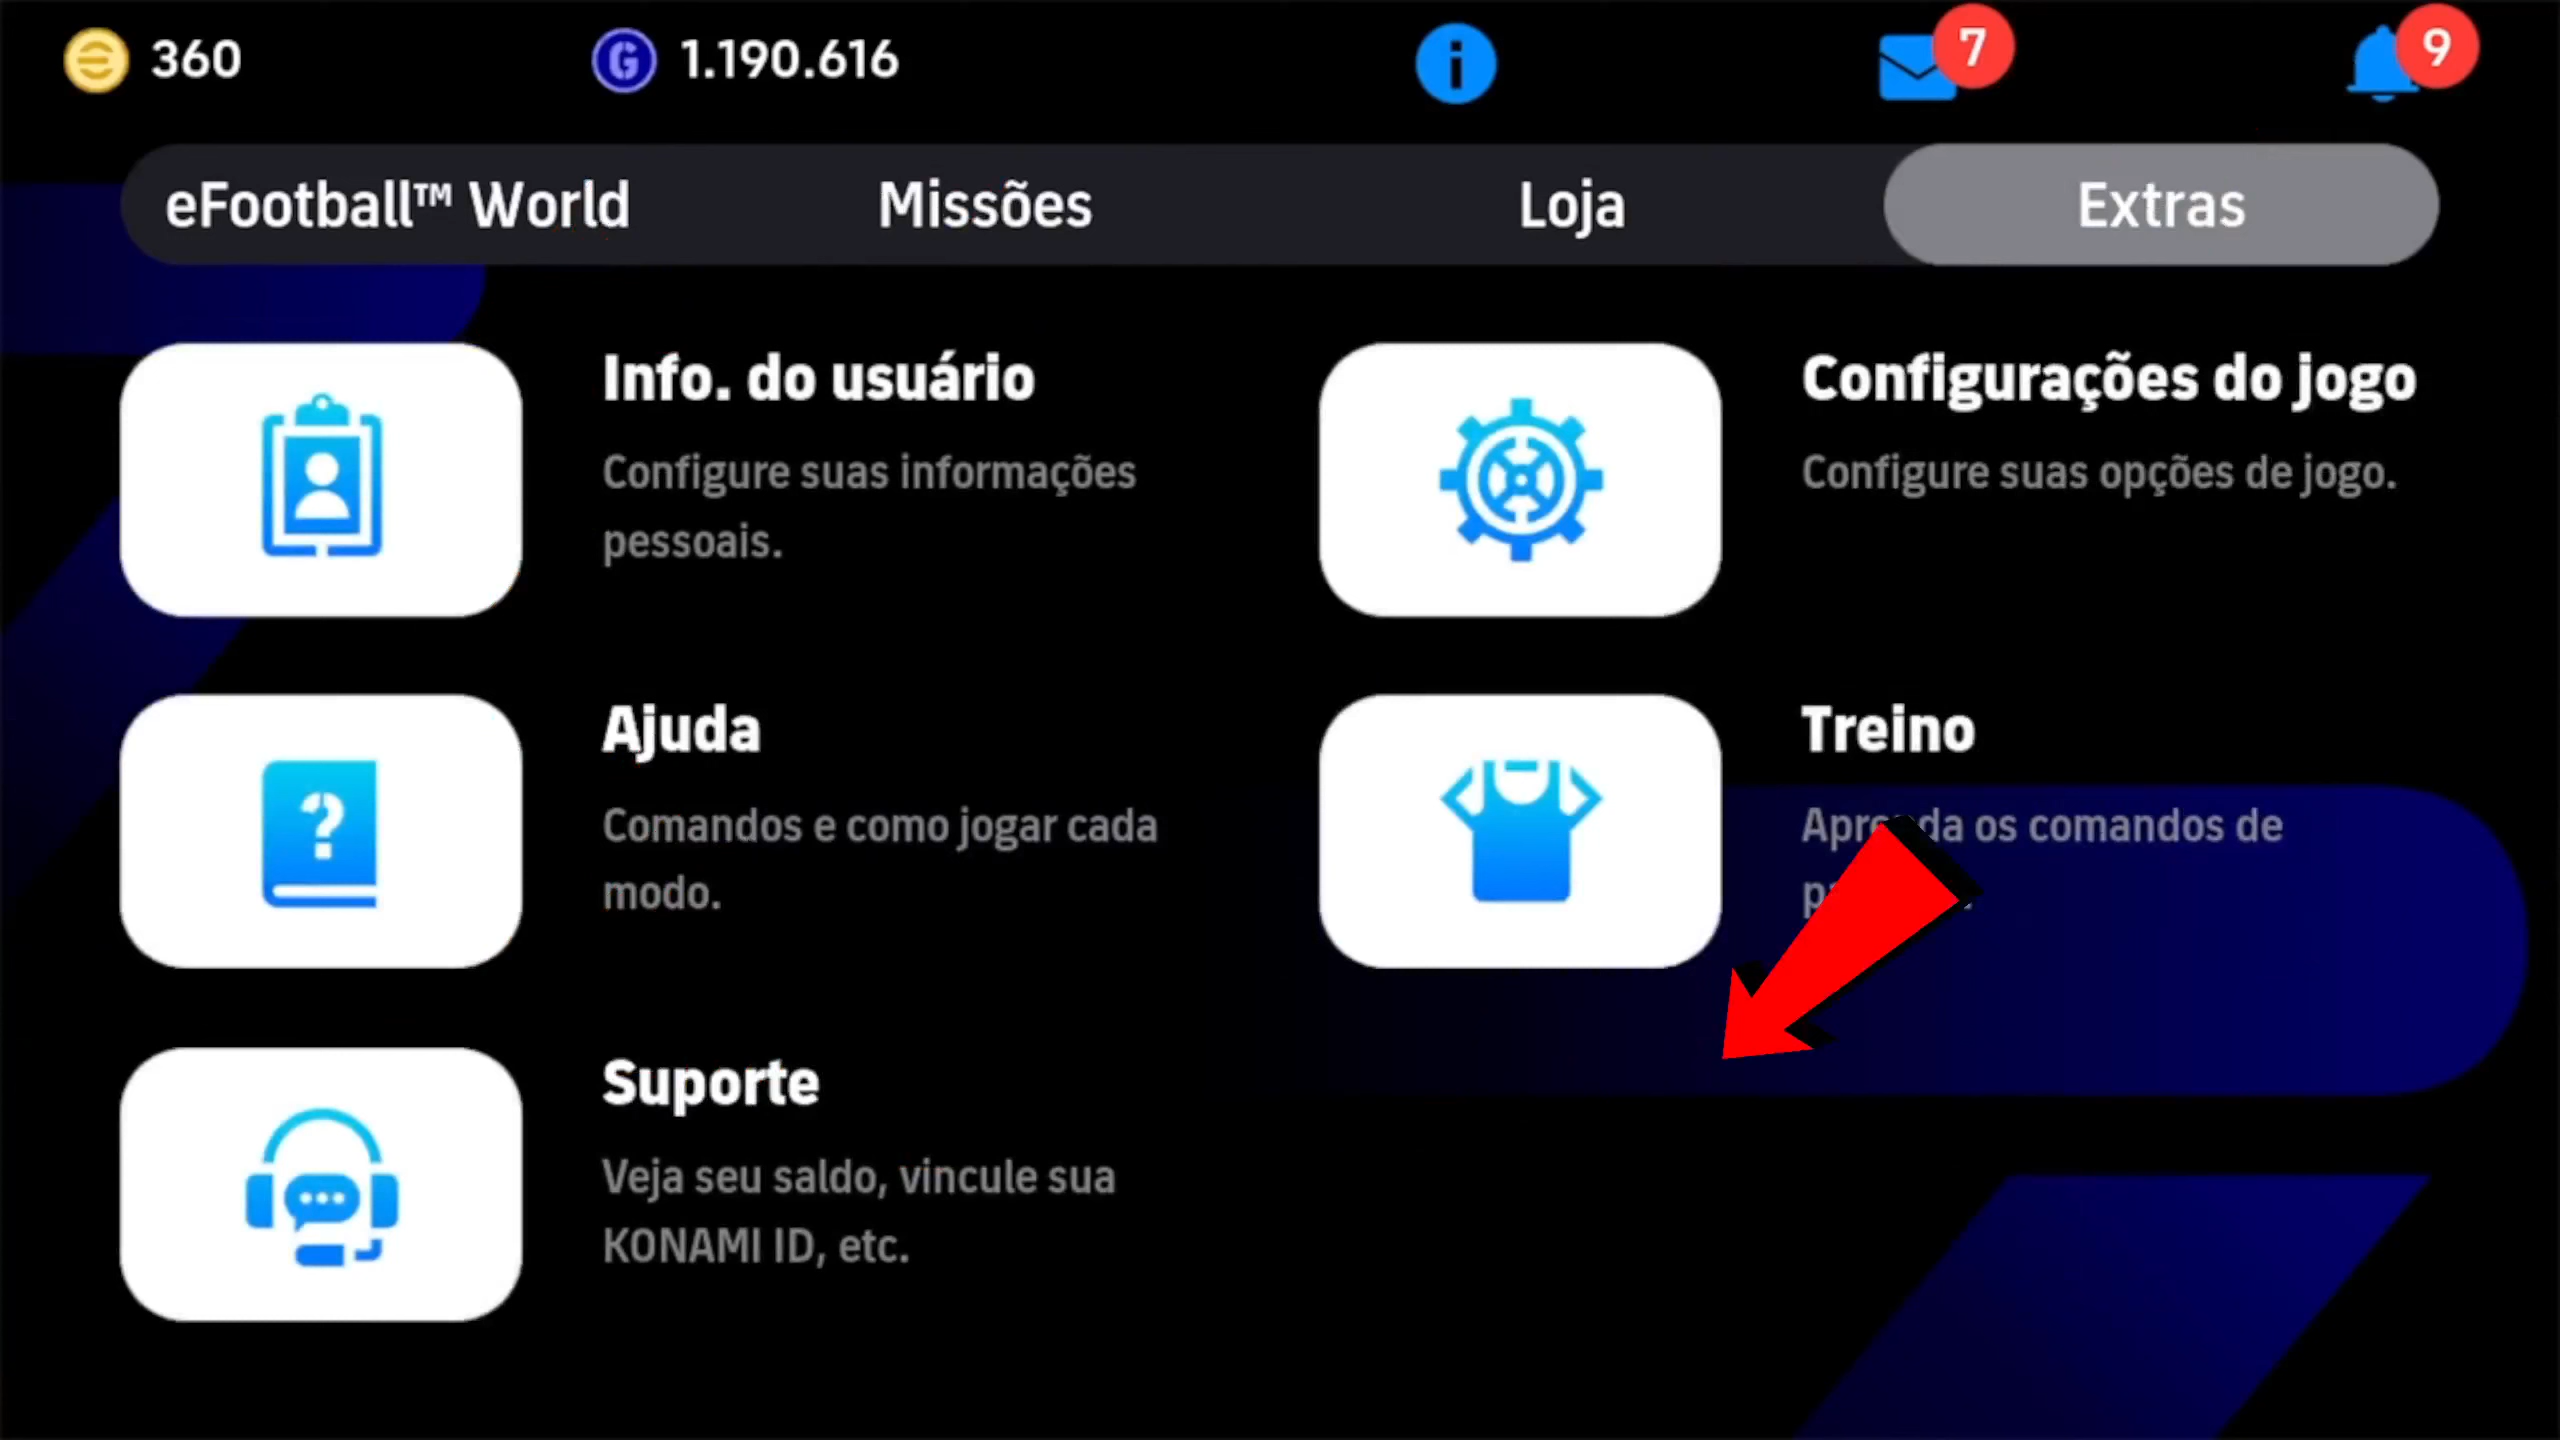 360
1.190.616
7
9
eFootball™ World
Missões
Loja
Extras
Info. do usuário
Configure suas informações
pessoais.
Configurações do jogo
Configure suas opções de jogo.
Ajuda
Comandos e como jogar cada
modo.
Treino
os comandos de
Suporte
Veja seu saldo, vincule sua
KONAMI ID, etc.